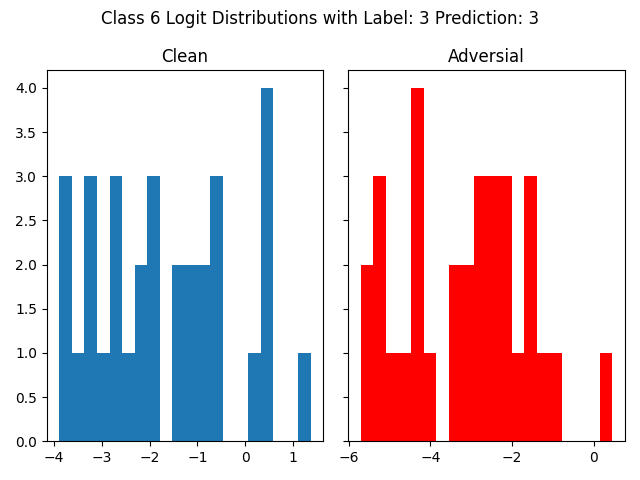 Class 6 Logit Distributions with Label: 3 Prediction: 3
Clean
Adversial
4.0
3.5
3.0
2.5
2.0
1.5
1.0
0.5
0.0
−4 −3 −2 −1 0 1
−6 −4 −2 0